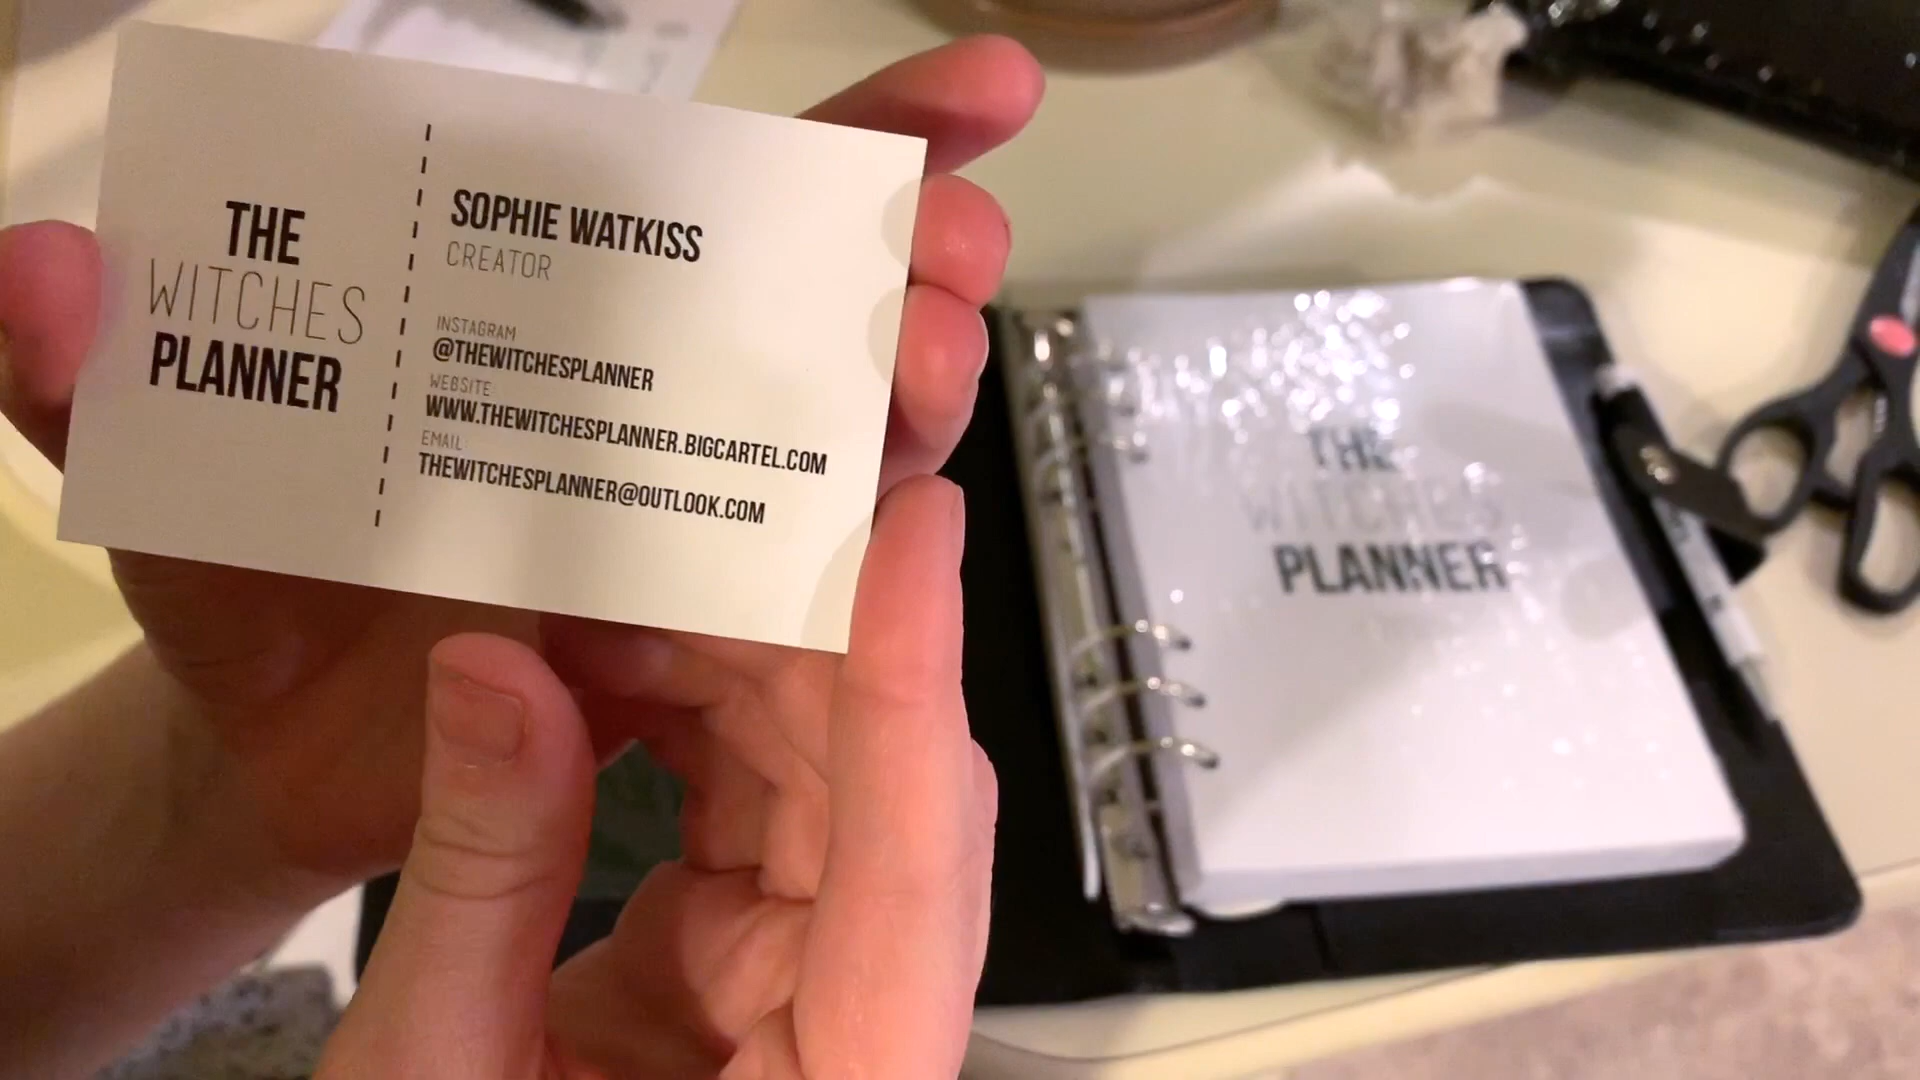 THE
WITCHES
PLANNER
SOPHIE WATKISS
CREATOR
INSTAGRAM
@THEWITCHESPLANNER
WEBSITE
WWW.THEWITCHESPLANNER.BIGCARTEL.COM
EMAIL
THEWITCHESPLANNER@OUTLOOK.COM
THE
WITCHES
PLANNER